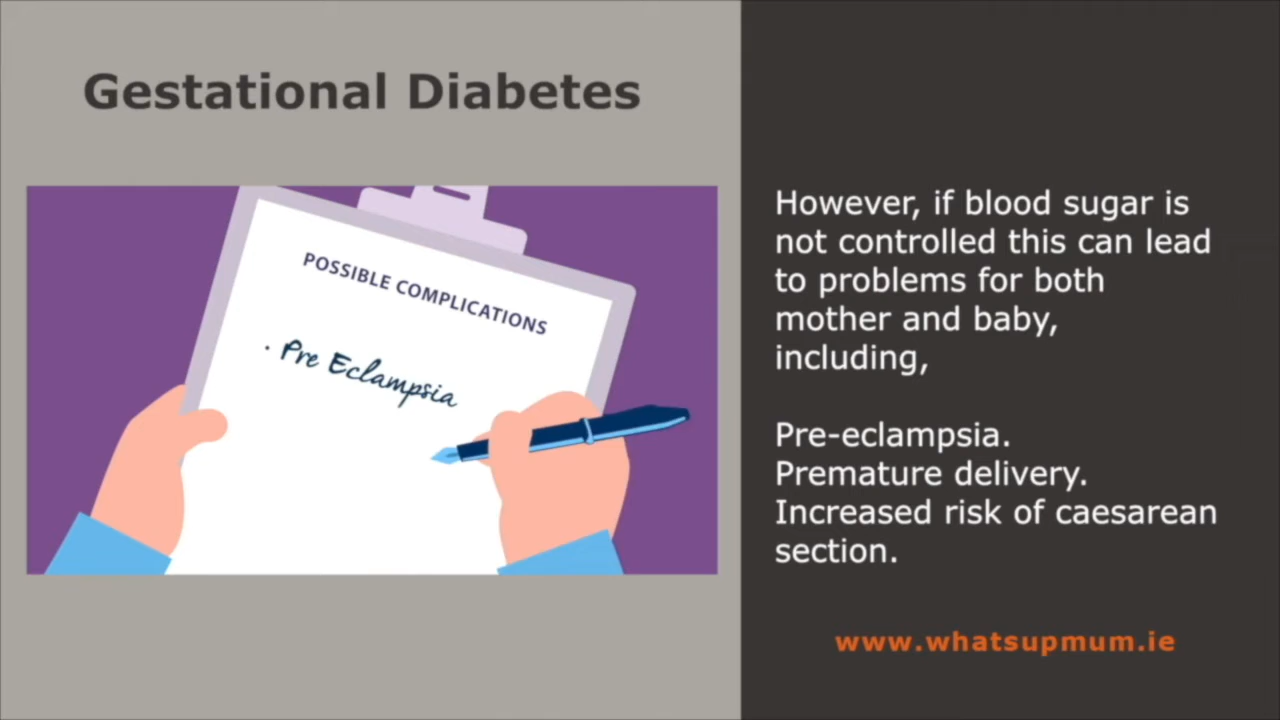 Gestational Diabetes
POSSIBLE COMPLICATIONS
· Pre Eclampsia
However, if blood sugar is
not controlled this can lead
to problems for both
mother and baby,
including,
Pre-eclampsia.
Premature delivery.
Increased risk of caesarean
section.
www.whatsupmum.ie